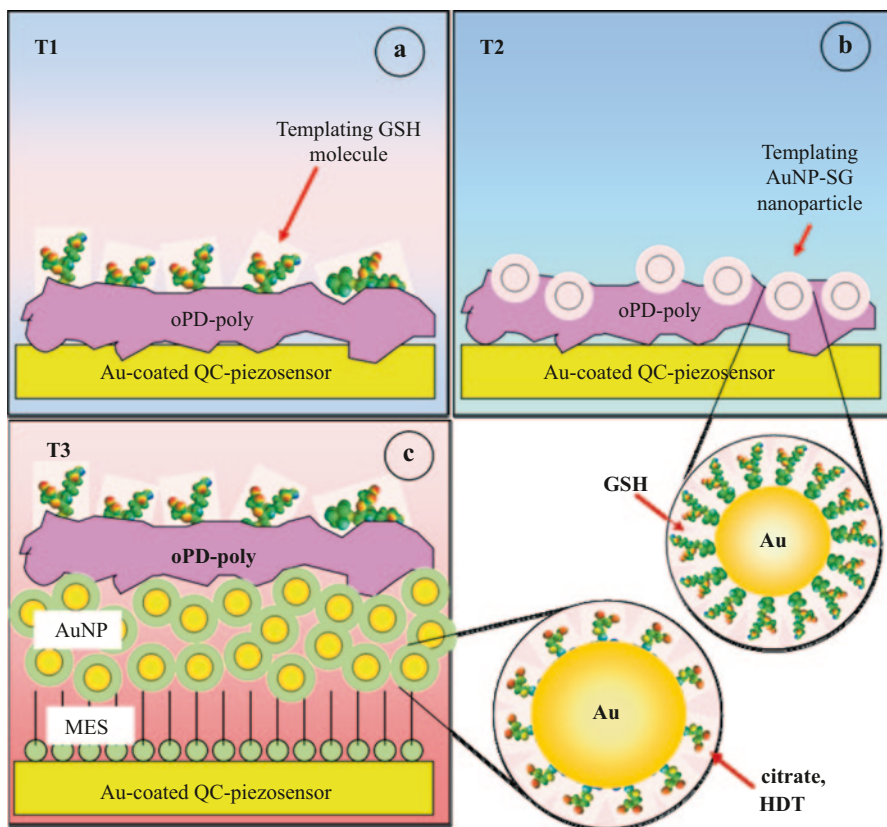 T1
a
Templating GSH
molecule
oPD-poly
Au-coated QC-piezosensor
T2
b
Templating
AuNP-SG
nanoparticle
oPD-poly
Au-coated QC-piezosensor
T3
c
oPD-poly
AuNP
MES
Au-coated QC-piezosensor
GSH
Au
Au
citrate,
HDT